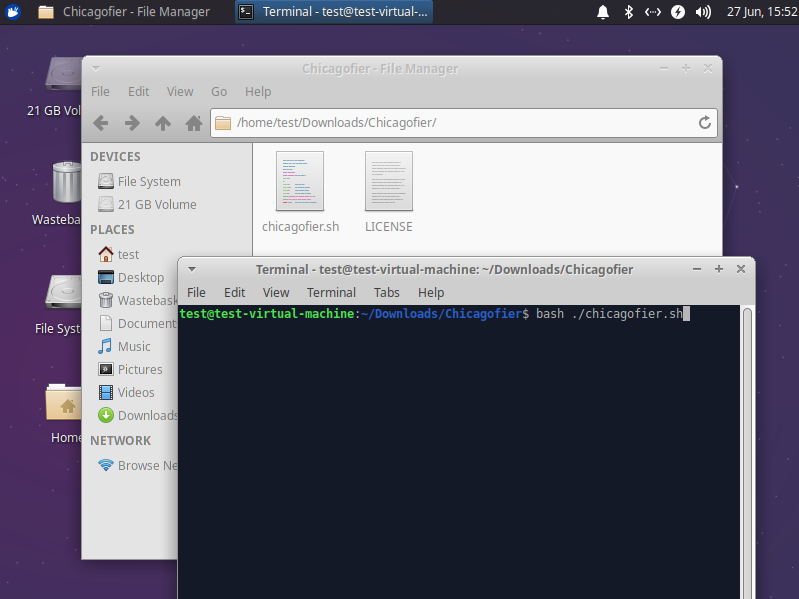 Chicagofier - File Manager
Terminal - test@test-virtual-...
27 Jun, 15:52
21 GB Vol
Wasteba
File Syst
Home
Chicagofier - File Manager
File Edit View Go Help
/home/test/Downloads/Chicagofier/
DEVICES
File System
21 GB Volume
PLACES
test
Desktop
Wastebask
Document
Music
Pictures
Videos
Downloads
NETWORK
Browse Ne
chicagofier.sh
LICENSE
Terminal - test@test-virtual-machine: ~/Downloads/Chicagofier
File Edit View Terminal Tabs Help
test@test-virtual-machine:~/Downloads/Chicagofier$ bash ./chicagofier.sh